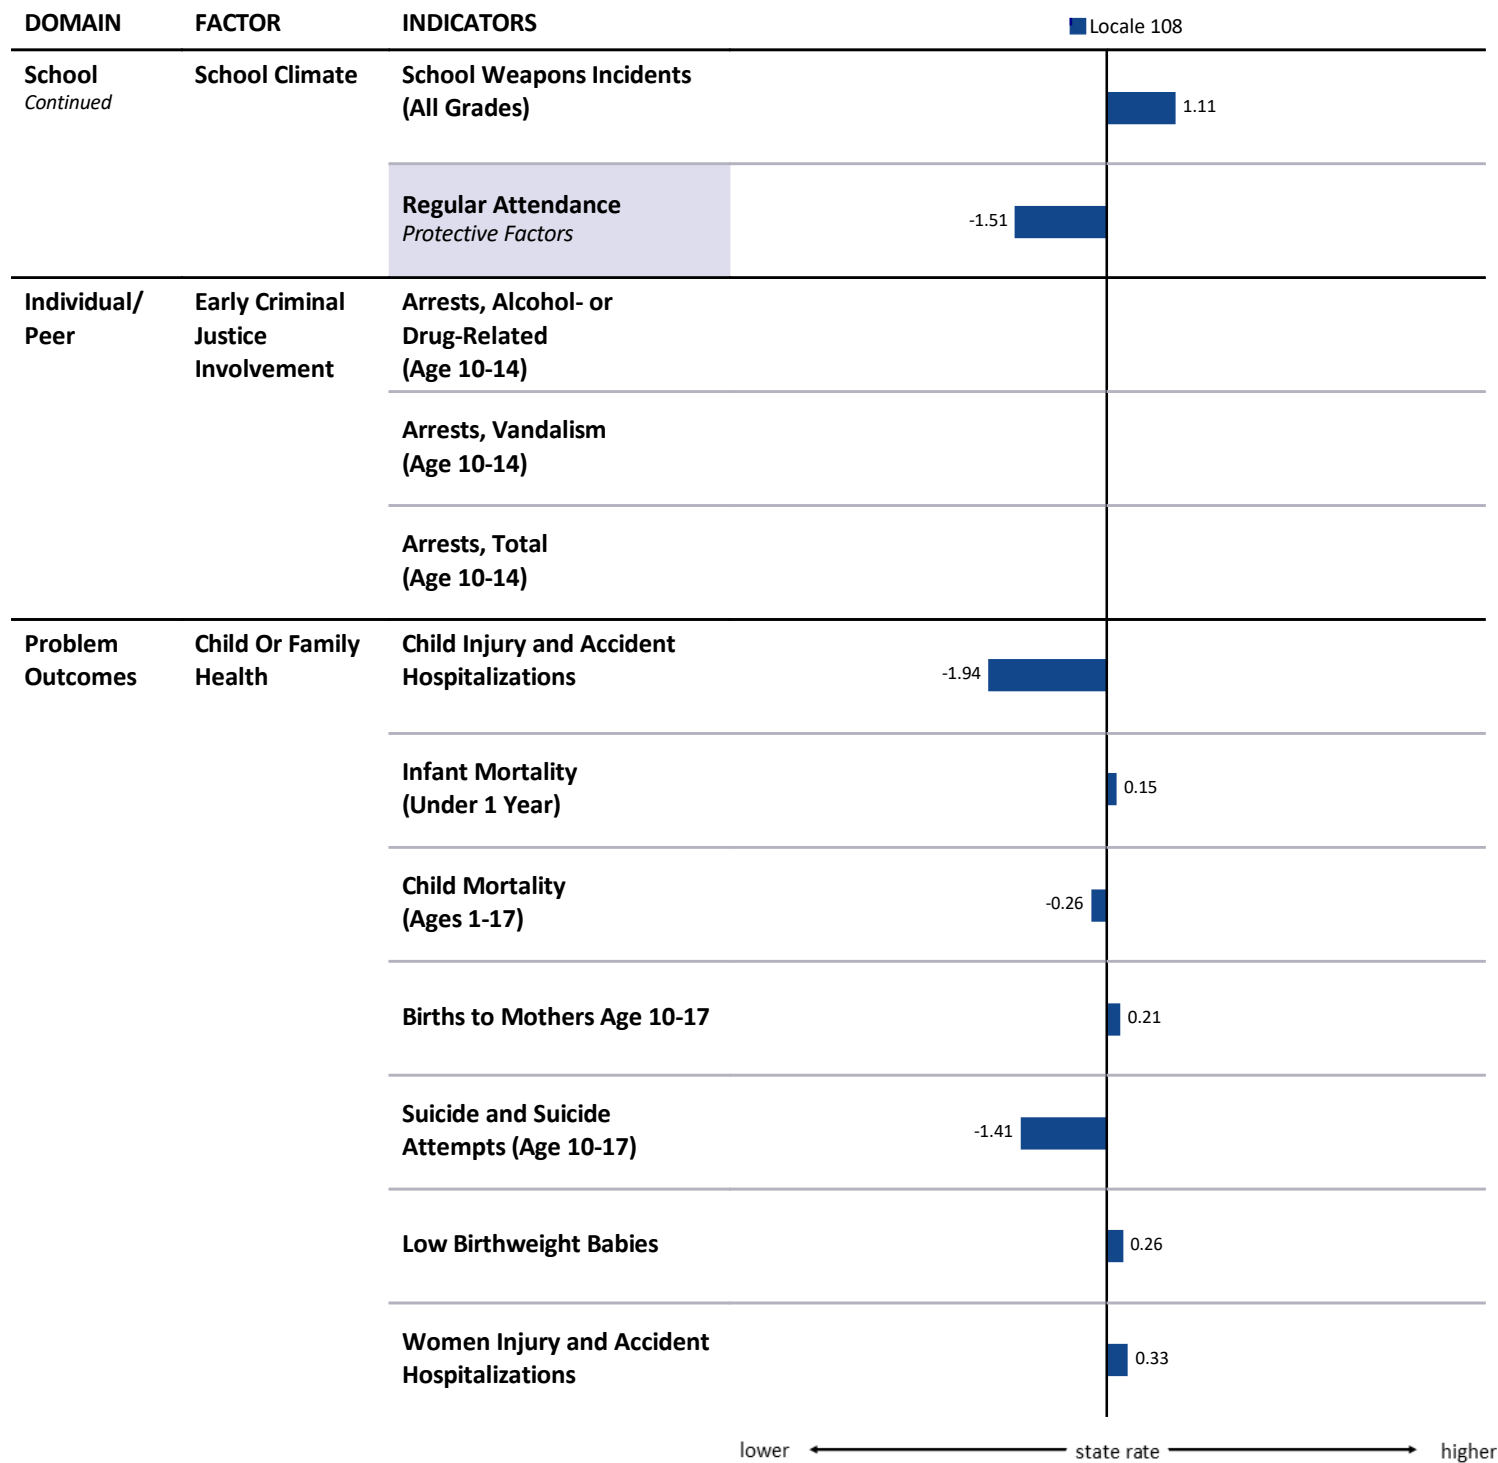 DOMAIN FACTOR INDICATORS Locale 108
School School Climate School Weapons Incidents
Continued
(All Grades)
1.11
Regular Attendance
Protective Factors
-1.51
Individual/ Early Criminal Arrests, Alcohol- or
Peer Justice Drug-Related
Involvement (Age 10-14)
Arrests, Vandalism
(Age 10-14)
Arrests, Total
(Age 10-14)
Problem Child Or Family Child Injury and Accident
Outcomes Health Hospitalizations
-1.94
Infant Mortality
(Under 1 Year)
0.15
Child Mortality
(Ages 1-17)
-0.26
Births to Mothers Age 10-17 0.21
Suicide and Suicide
Attempts (Age 10-17)
-1.41
Low Birthweight Babies 0.26
Women Injury and Accident
Hospitalizations
0.33
lower state rate higher